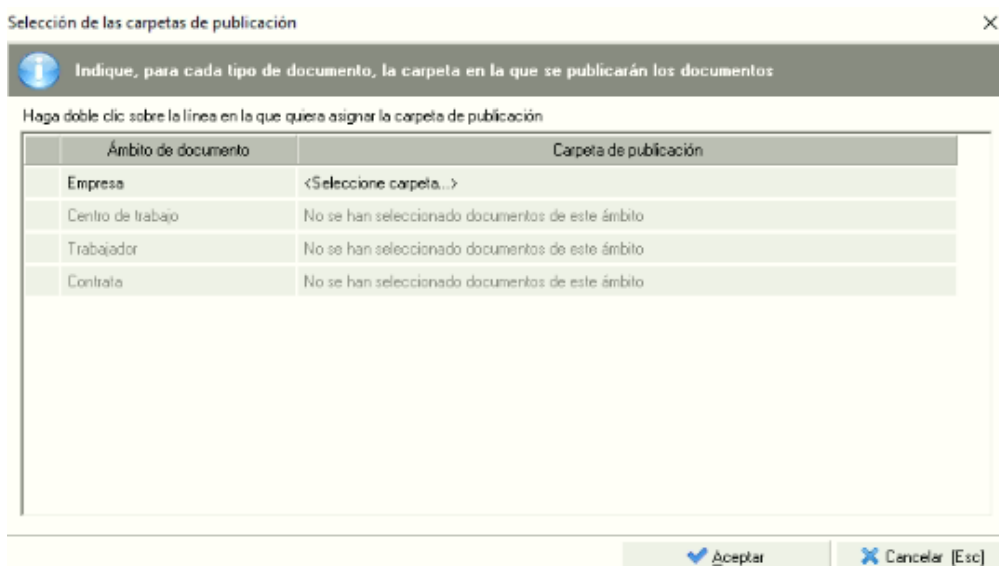 Selección de las carpetas de publicación
Indique, para cada tipo de documento, la carpeta en la que se publicarán los documentos
Haga doble clic sobre la línea en la que quiera asignar la carpeta de publicación
Ámbito de documento Carpeta de publicación
Empresa <Seleccione carpeta...>
Centro de trabajo No se han seleccionado documentos de este ámbito
Trabajador No se han seleccionado documentos de este ámbito
Contrata No se han seleccionado documentos de este ámbito
Aceptar Cancelar [Esc]